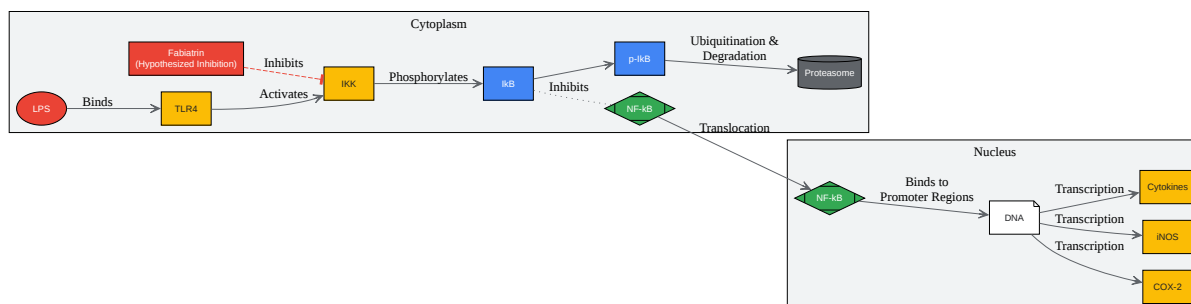 Cytoplasm
Fabiatrin
(Hypothesized Inhibition)
Inhibits
LPS
Binds
TLR4
Activates
IKK
Phosphorylates
IkB
p-IkB
Inhibits
NF-kB
Ubiquitination &
Degradation
Proteasome
Translocation
Nucleus
NF-kB
Binds to
Promoter Regions
DNA
Transcription
Cytokines
Transcription
iNOS
Transcription
COX-2